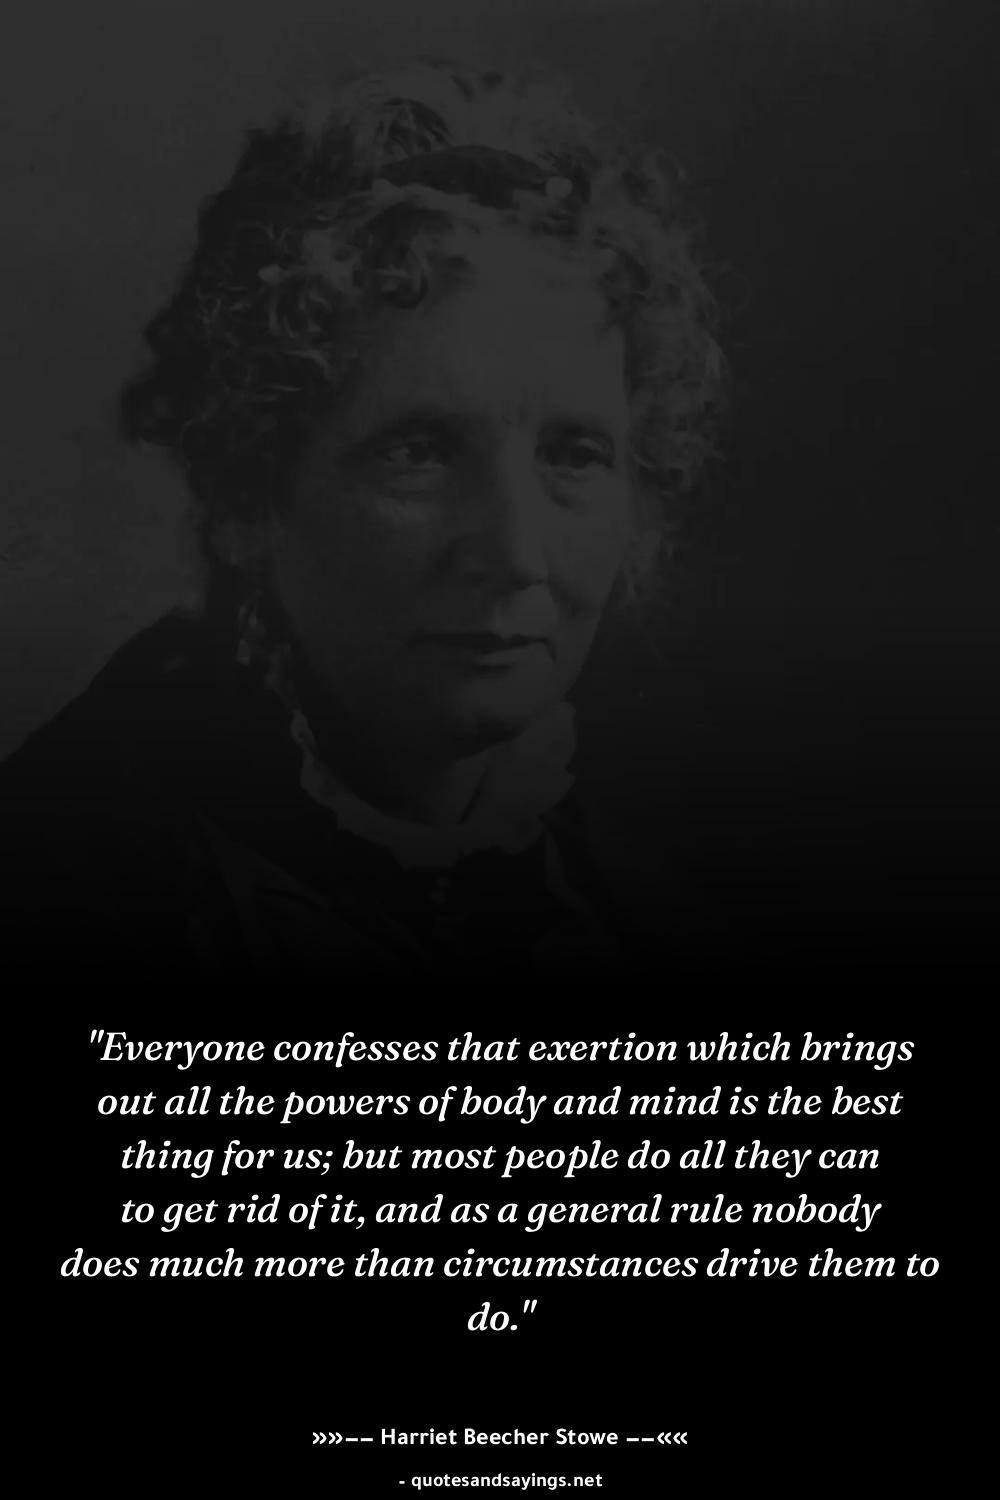 "Everyone confesses that exertion which brings
out all the powers of body and mind is the best
thing for us; but most people do all they can
to get rid of it, and as a general rule nobody
does much more than circumstances drive them to
do."
»»−− Harriet Beecher Stowe −−««
- quotesandsayings.net